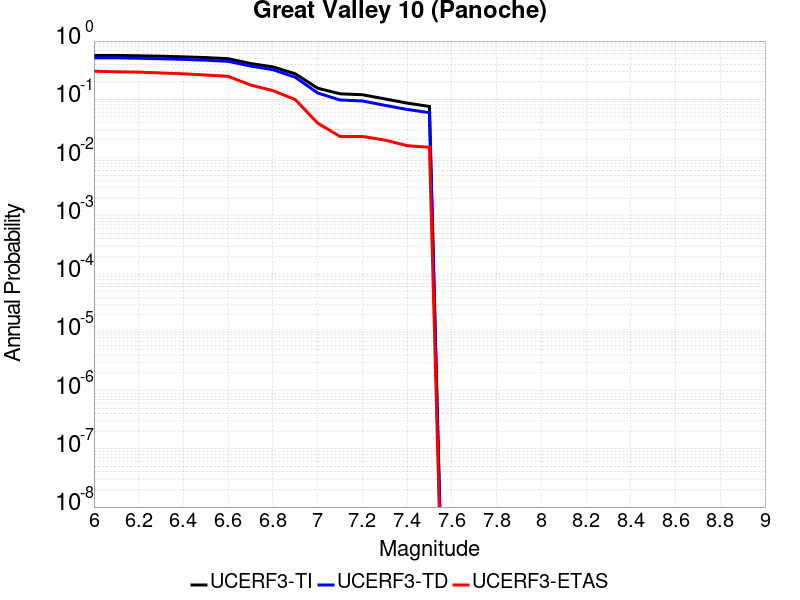 Great Valley 10 (Panoche)
Annual Probability
10^0
10^-1
10^-2
10^-3
10^-4
10^-5
10^-6
10^-7
10^-8
6 6.2 6.4 6.6 6.8 7 7.2 7.4 7.6 7.8 8 8.2 8.4 8.6 8.8 9
Magnitude
UCERF3-TI UCERF3-TD UCERF3-ETAS